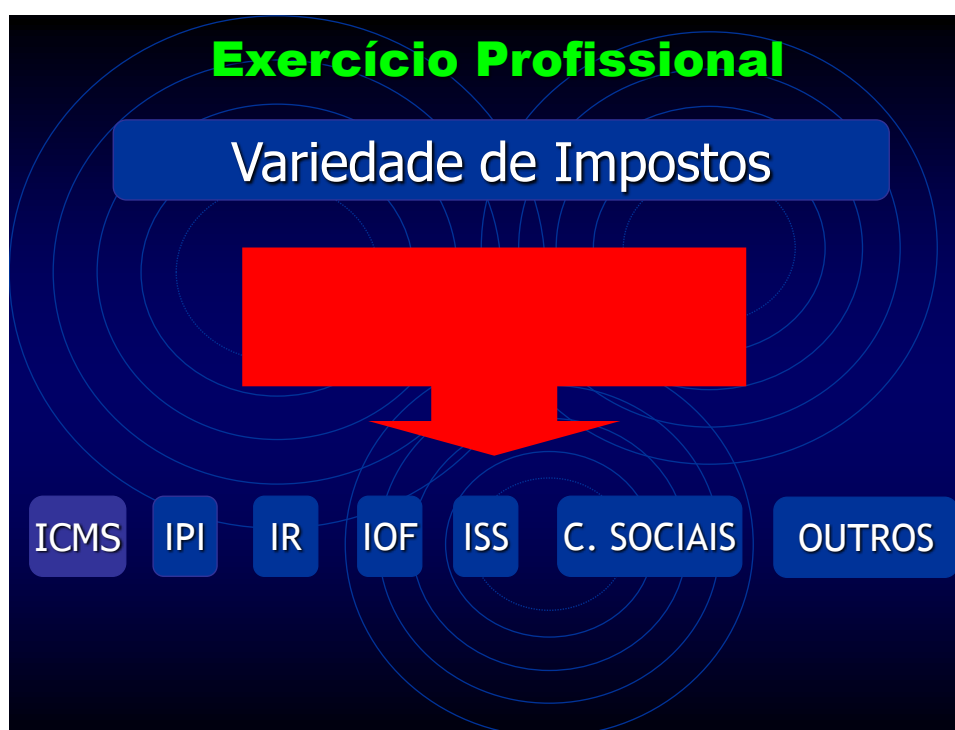 Exercício Profissional
Variedade de Impostos
ICMS IPI IR IOF ISS C. SOCIAIS OUTROS